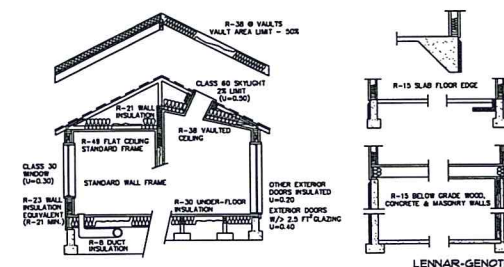 R-38 @ VAULTS
VAULT AREA LIMIT - 50%
CLASS 60 SKYLIGHT
2% LIMIT
(U=0.50)
R-21 WALL
INSULATION
R-49 FLAT CEILING
STANDARD FRAME
R-38 VAULTED
CEILING
CLASS 30
WINDOW
(U=0.30)
STANDARD WALL FRAME
R-23 WALL
INSULATION
EQUIVALENT
(R-21 MIN.)
R-30 UNDER-FLOOR
INSULATION
R-8 DUCT
INSULATION
OTHER EXTERIOR
DOORS INSULATED
U=0.20
EXTERIOR DOORS
W/> 2.5 FT² GLAZING
U=0.40
R-15 SLAB FLOOR EDGE
R-15 BELOW GRADE WOOD,
CONCRETE & MASONRY WALLS
LENNAR-GENOT